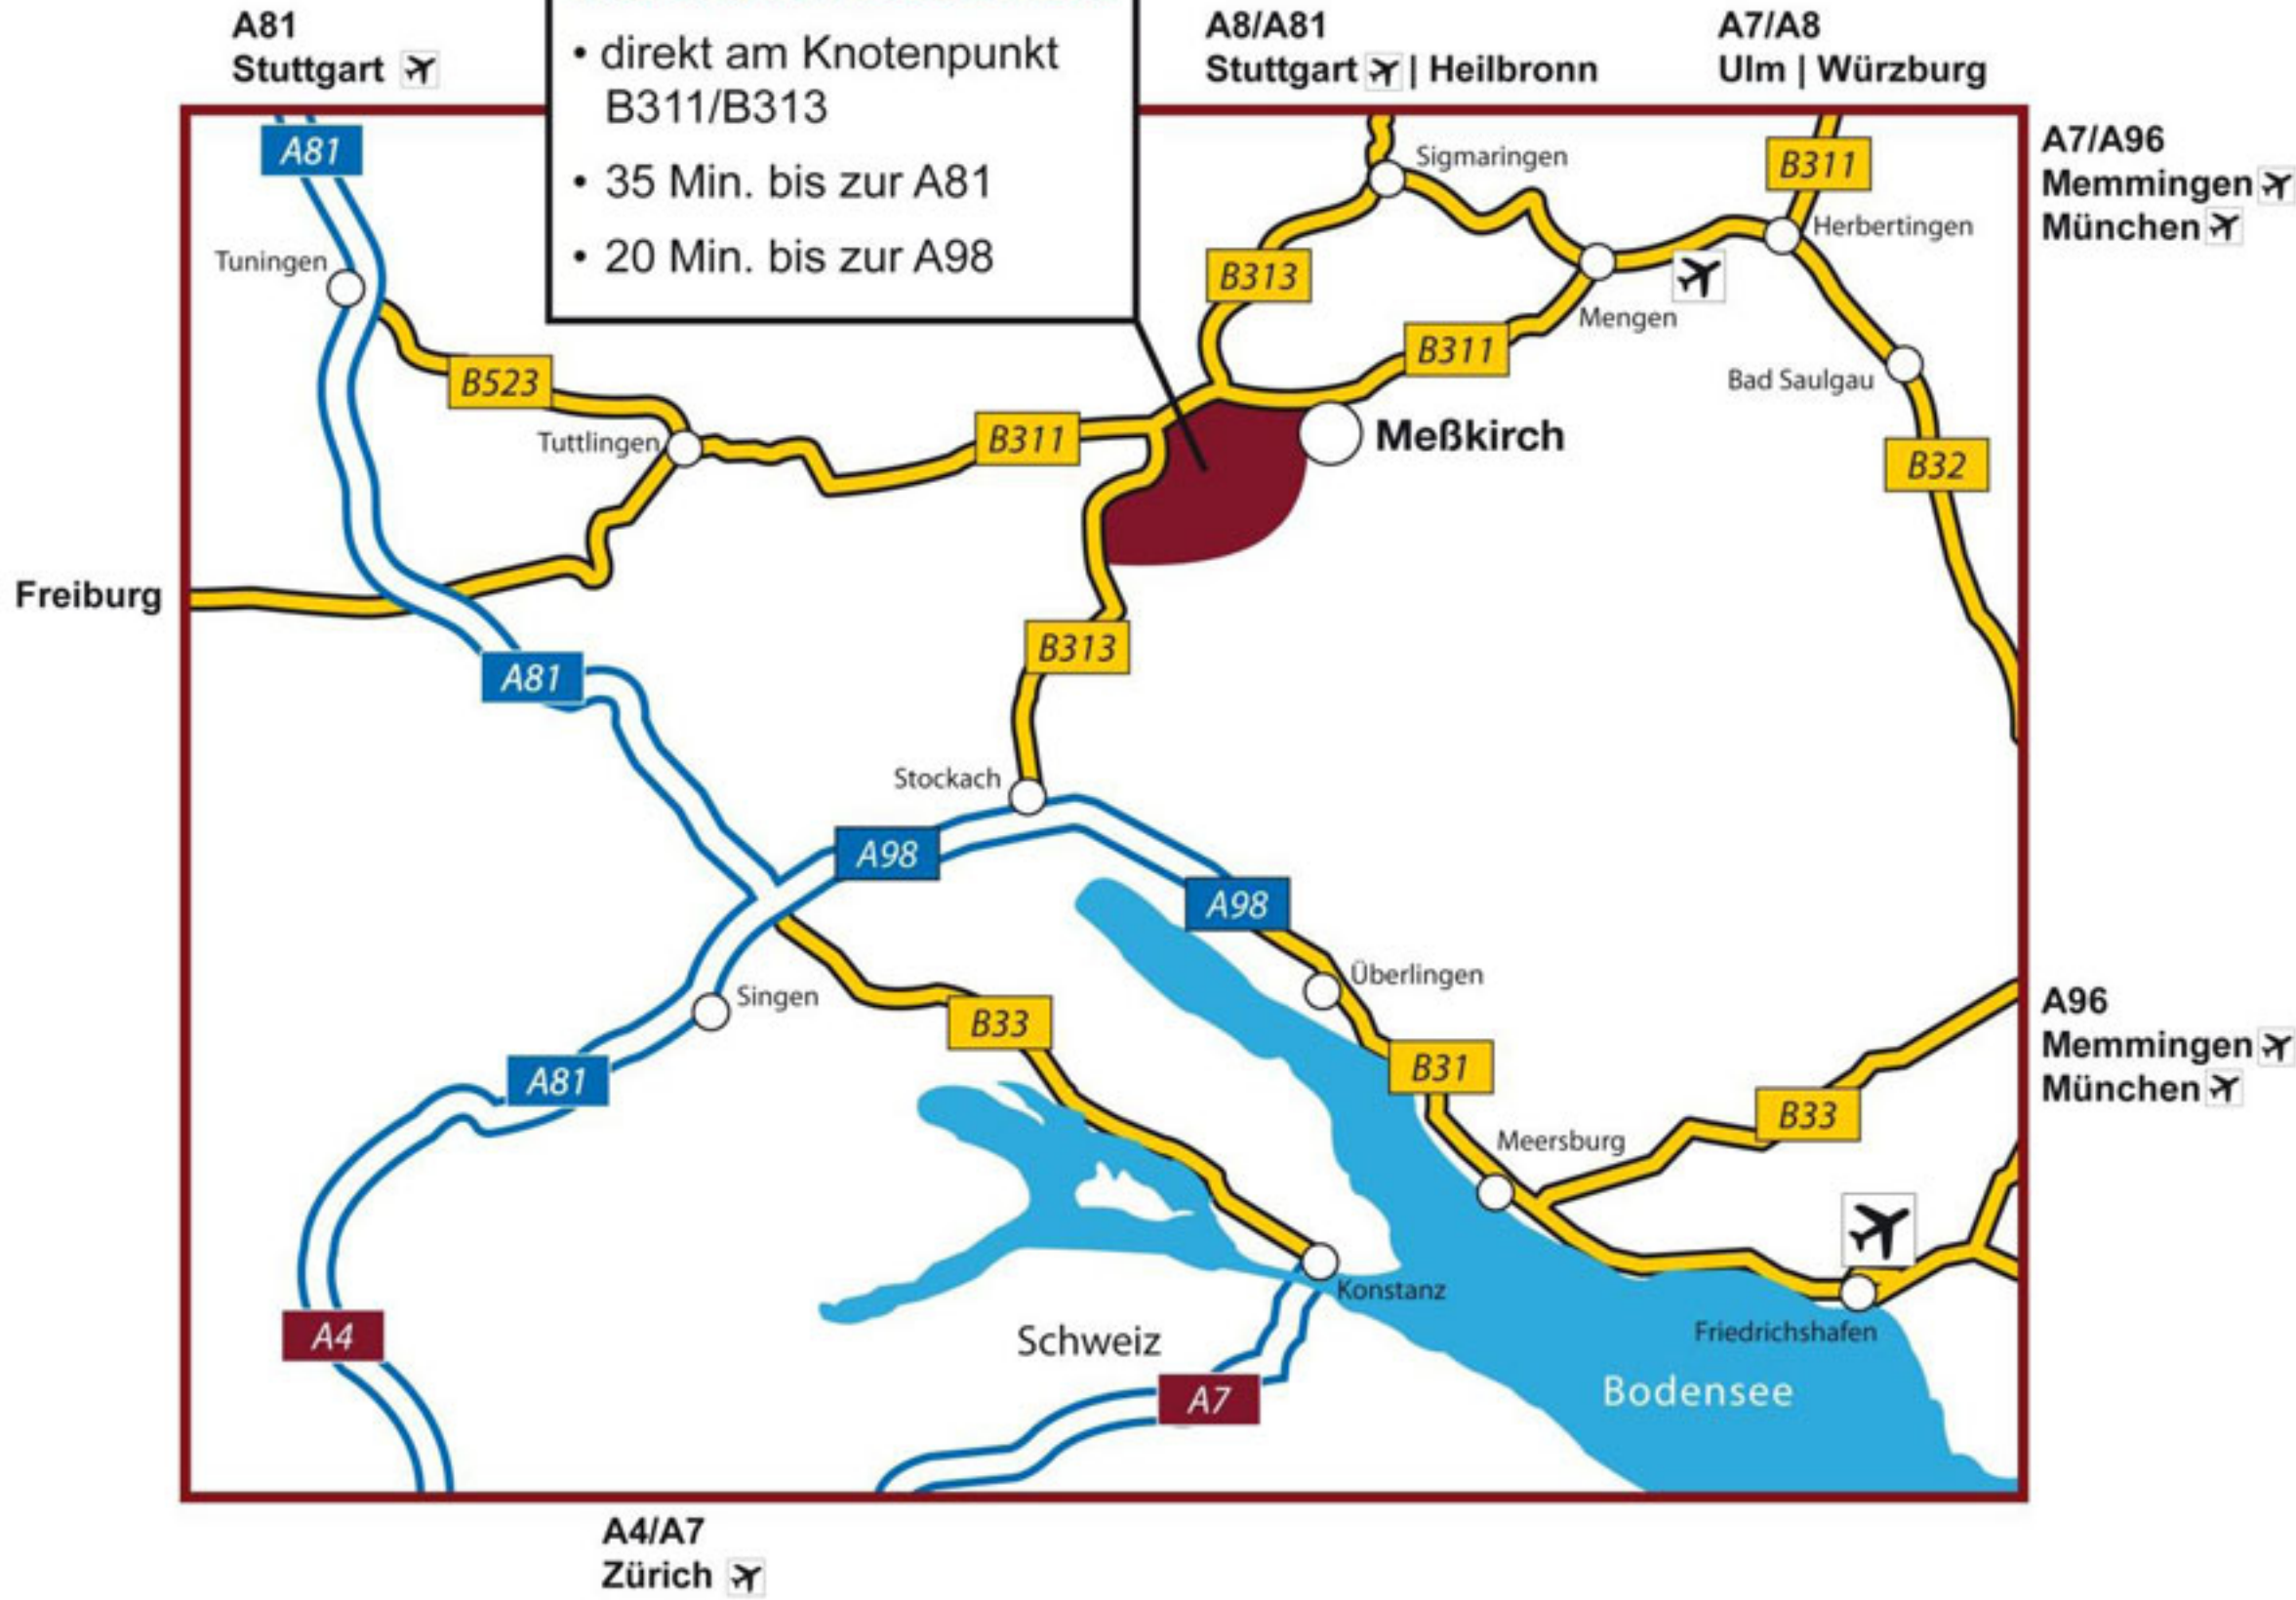 A81
Stuttgart
• direkt am Knotenpunkt
B311/B313
• 35 Min. bis zur A81
• 20 Min. bis zur A98
A8/A81
Stuttgart | Heilbronn
A7/A8
Ulm | Würzburg
A7/A96
Memmingen
München
A81
Sigmaringen
B311
Herbertingen
Tuningen
B313
Mengen
B311
B523
Bad Saulgau
Tuttlingen
B311
Meßkirch
B32
Freiburg
B313
A81
Stockach
A98
A98
Überlingen
Singen
B33
A96
Memmingen
München
B31
A81
B33
Meersburg
Konstanz
Friedrichshafen
A4
Schweiz
A7
Bodensee
A4/A7
Zürich